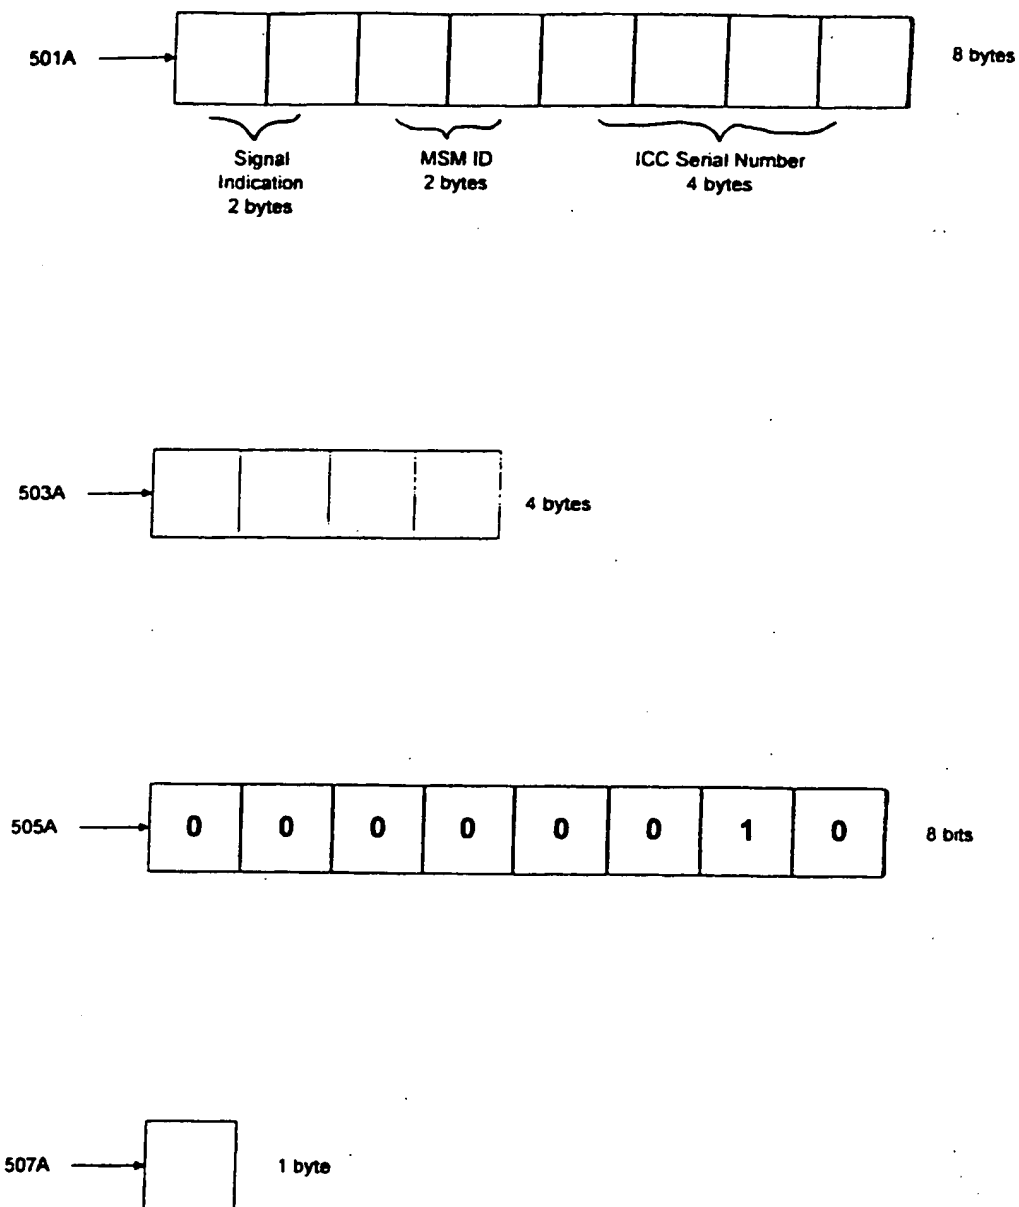 501A
8 bytes
Signal
Indication
2 bytes
MSM ID
2 bytes
ICC Serial Number
4 bytes
503A
4 bytes
505A
0 0 0 0 0 0 1 0
8 bits
507A
1 byte